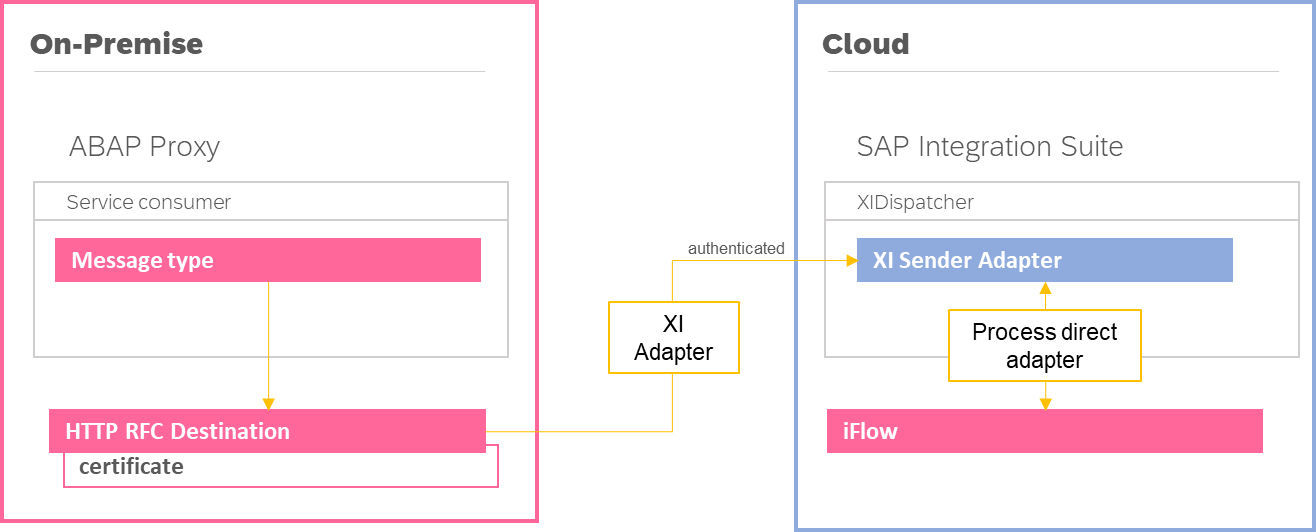 On-Premise
ABAP Proxy
Service consumer
Message type
HTTP RFC Destination
certificate
XI
Adapter
authenticated
Cloud
SAP Integration Suite
XIDispatcher
XI Sender Adapter
Process direct
adapter
iFlow